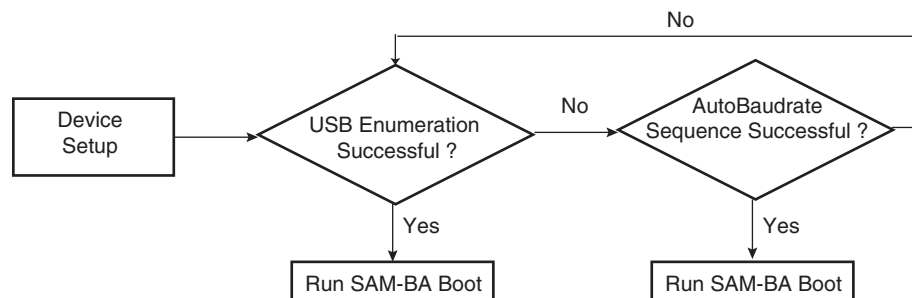 No
Device
Setup
USB Enumeration
Successful ?
No
AutoBaudrate
Sequence Successful ?
Yes
Yes
Run SAM-BA Boot
Run SAM-BA Boot